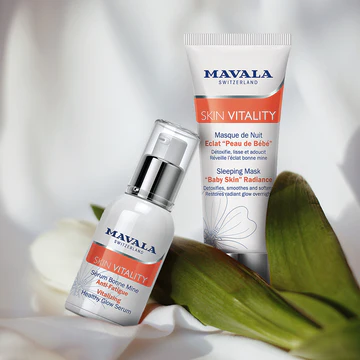 MAVALA
SWITZERLAND
SKIN VITALITY
Masque de Nuit
Eclat "Peau de Bébé"
Détoxifie, lisse et adoucit
Réveille l'éclat bonne mine
Sleeping Mask
"Baby Skin" Radiance
Detoxifies, smoothes and softens
Restores radiant glow overnight
MAVALA
SWITZERLAND
SKIN VITALITY
Sérum Bonne Mine
Anti-Fatigue
Vitalizing
Healthy Glow Serum